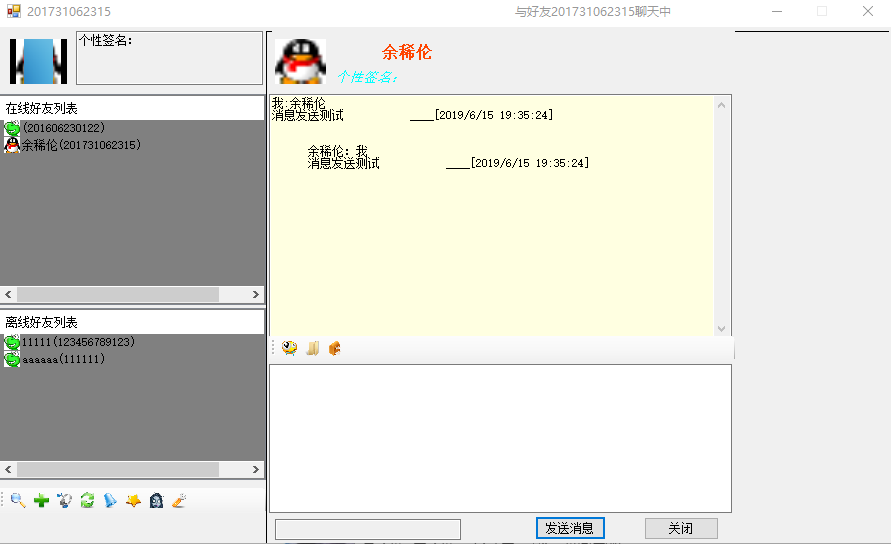 201731062315
与好友201731062315聊天中
个性签名:
余稀伦
个性签名:
在线好友列表
(201606230122)
余稀伦(201731062315)
离线好友列表
11111(123456789123)
aaaaaa(111111)
我:余稀伦
消息发送测试 ____[2019/6/15 19:35:24]
余稀伦: 我
消息发送测试 ____[2019/6/15 19:35:24]
发送消息
关闭